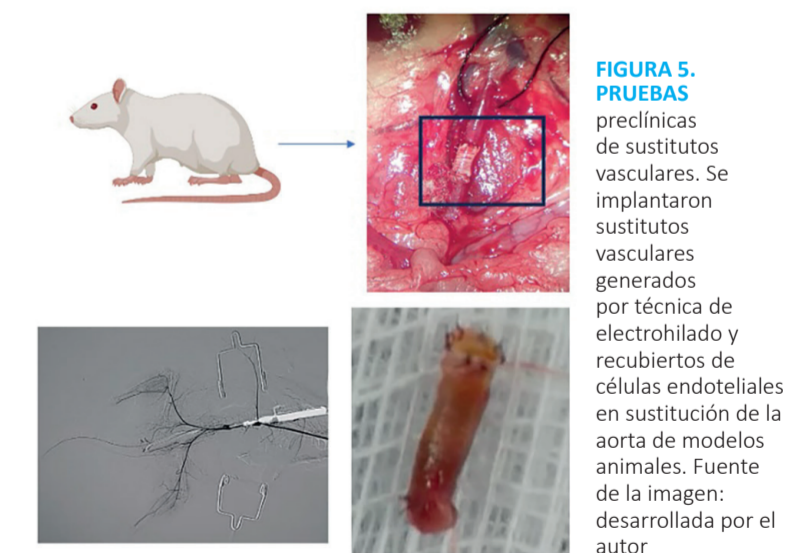 FIGURA 5.
PRUEBAS
preclínicas
de sustitutos
vasculares. Se
implantaron
sustitutos
vasculares
generados
por técnica de
electrohilado y
recubiertos de
células endoteliales
en sustitución de la
aorta de modelos
animales. Fuente
de la imagen:
desarrollada por el
autor